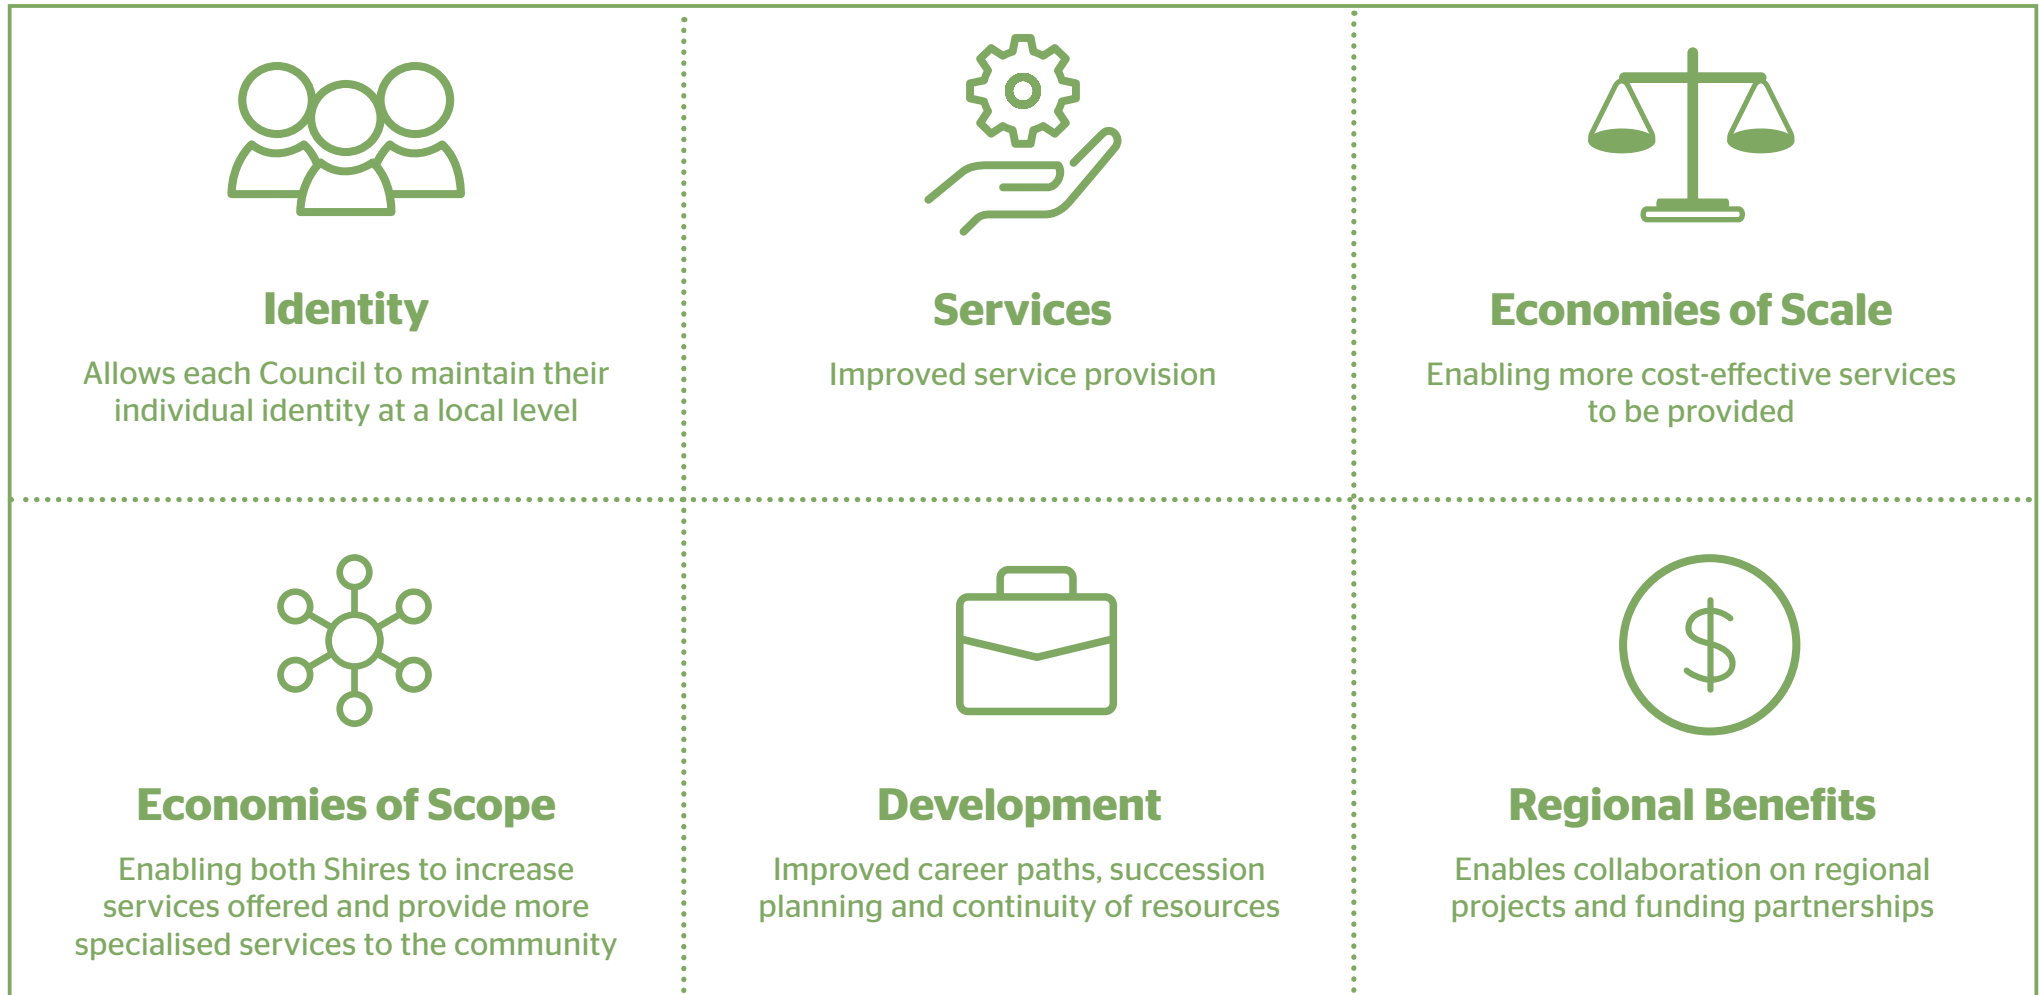 Identity
Allows each Council to maintain their
individual identity at a local level
Services
Improved service provision
Economies of Scale
Enabling more cost-effective services
to be provided
Economies of Scope
Enabling both Shires to increase
services offered and provide more
specialised services to the community
Development
Improved career paths, succession
planning and continuity of resources
Regional Benefits
Enables collaboration on regional
projects and funding partnerships